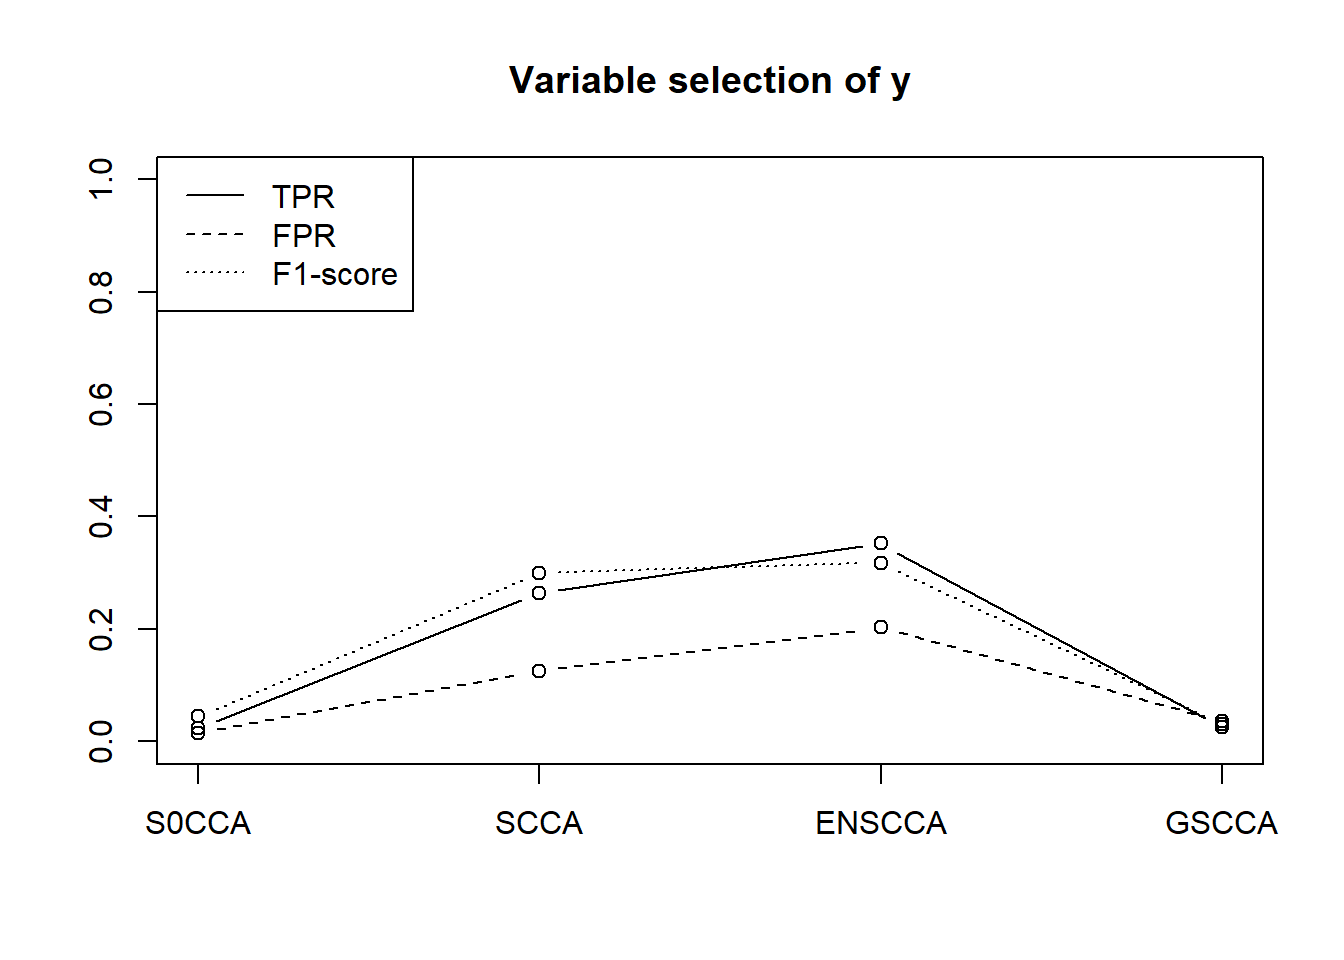 Variable selection of y
TPR
FPR
F1-score
1.0
0.8
0.6
0.4
0.2
0.0
S0CCA
SCCA
ENSCCA
GSCCA